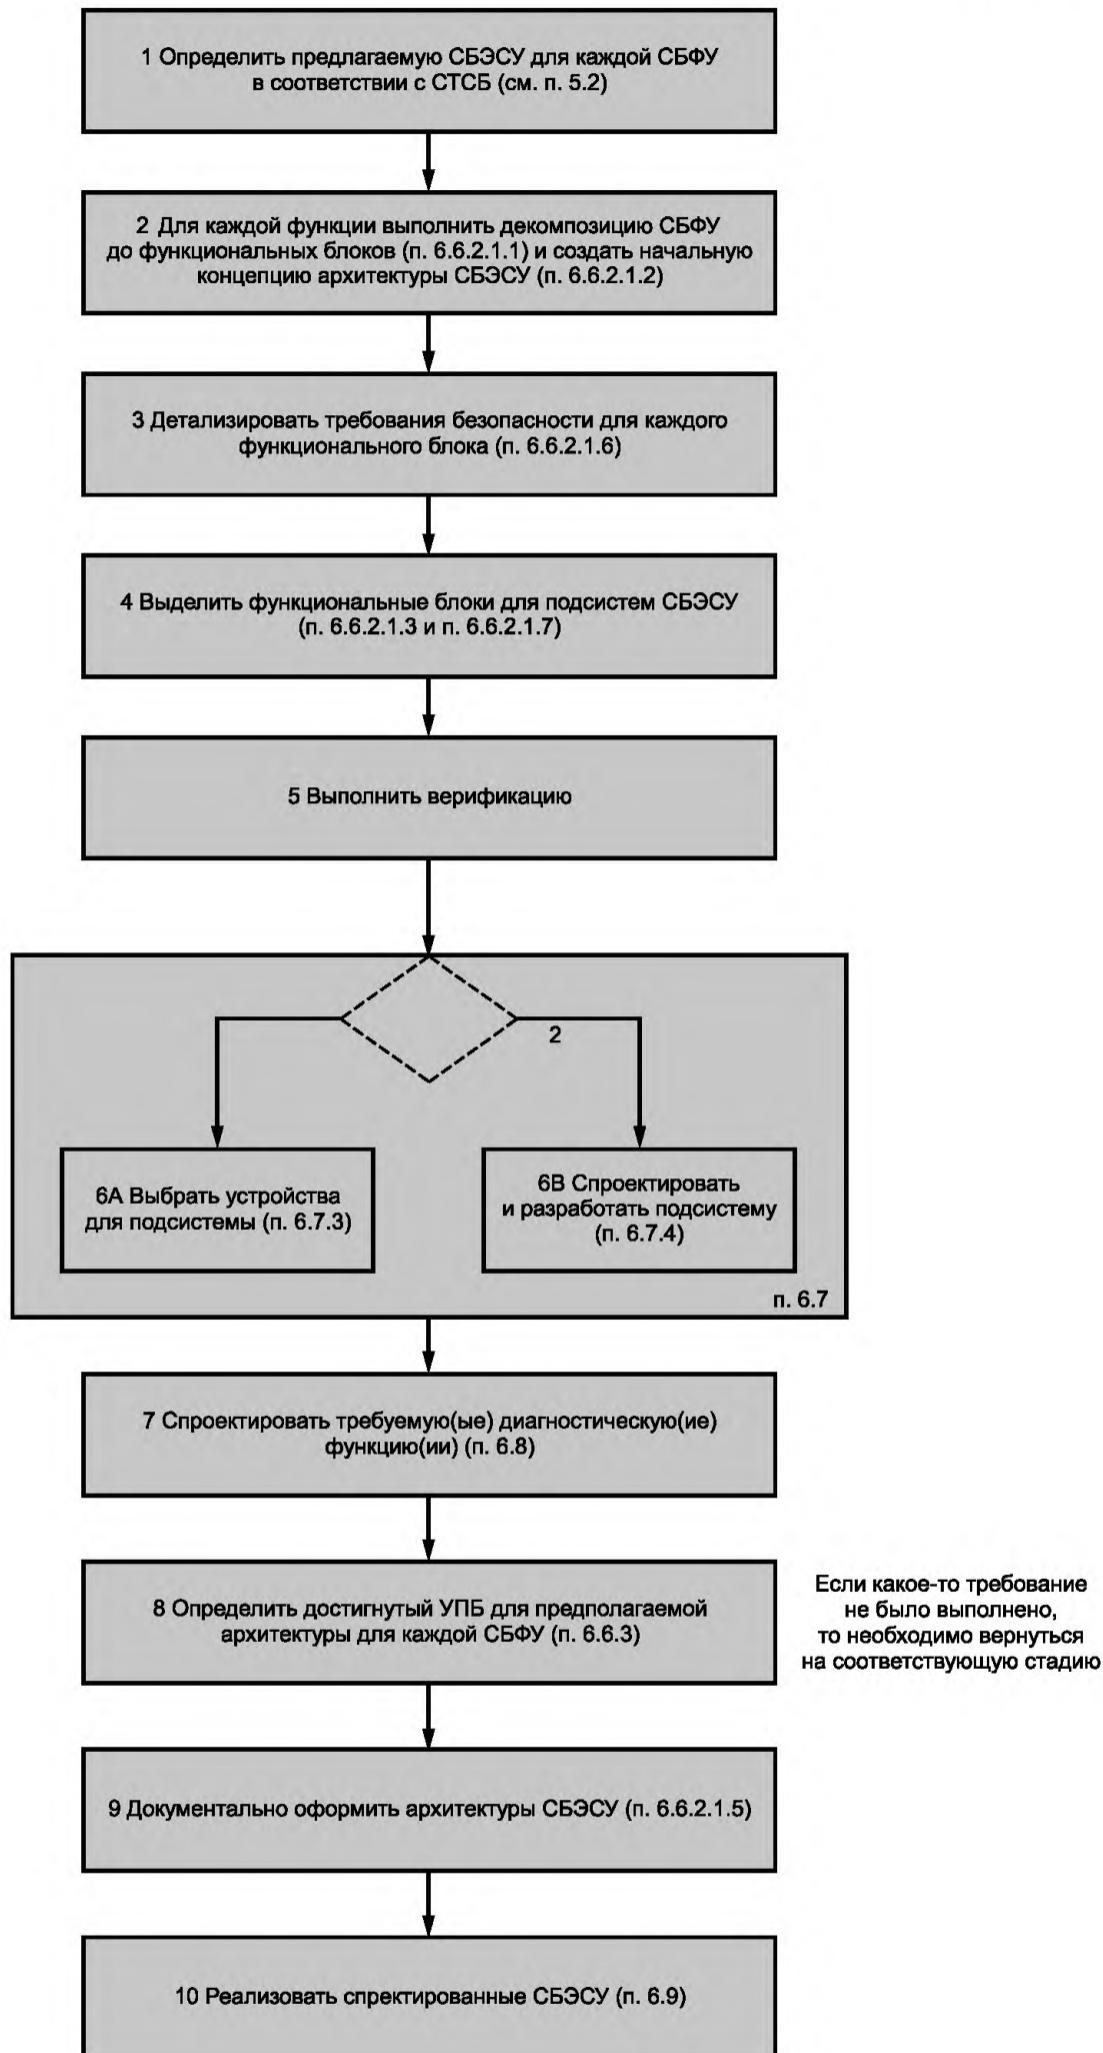 1 Определить предлагаемую СБЭСУ для каждой СБФУ
в соответствии с СТСБ (см. п. 5.2)
2 Для каждой функции выполнить декомпозицию СБФУ
до функциональных блоков (п. 6.6.2.1.1) и создать начальную
концепцию архитектуры СБЭСУ (п. 6.6.2.1.2)
3 Детализировать требования безопасности для каждого
функционального блока (п. 6.6.2.1.6)
4 Выделить функциональные блоки для подсистем СБЭСУ
(п. 6.6.2.1.3 и п. 6.6.2.1.7)
5 Выполнить верификацию
2
6А Выбрать устройства
для подсистемы (п. 6.7.3)
6В Спроектировать
и разработать подсистему
(п. 6.7.4)
п. 6.7
7 Спроектировать требуемую(ые) диагностическую(ие)
функцию(ии) (п. 6.8)
8 Определить достигнутый УПБ для предполагаемой
архитектуры для каждой СБФУ (п. 6.6.3)
Если какое-то требование
не было выполнено,
то необходимо вернуться
на соответствующую стадию
9 Документально оформить архитектуры СБЭСУ (п. 6.6.2.1.5)
10 Реализовать спректированные СБЭСУ (п. 6.9)